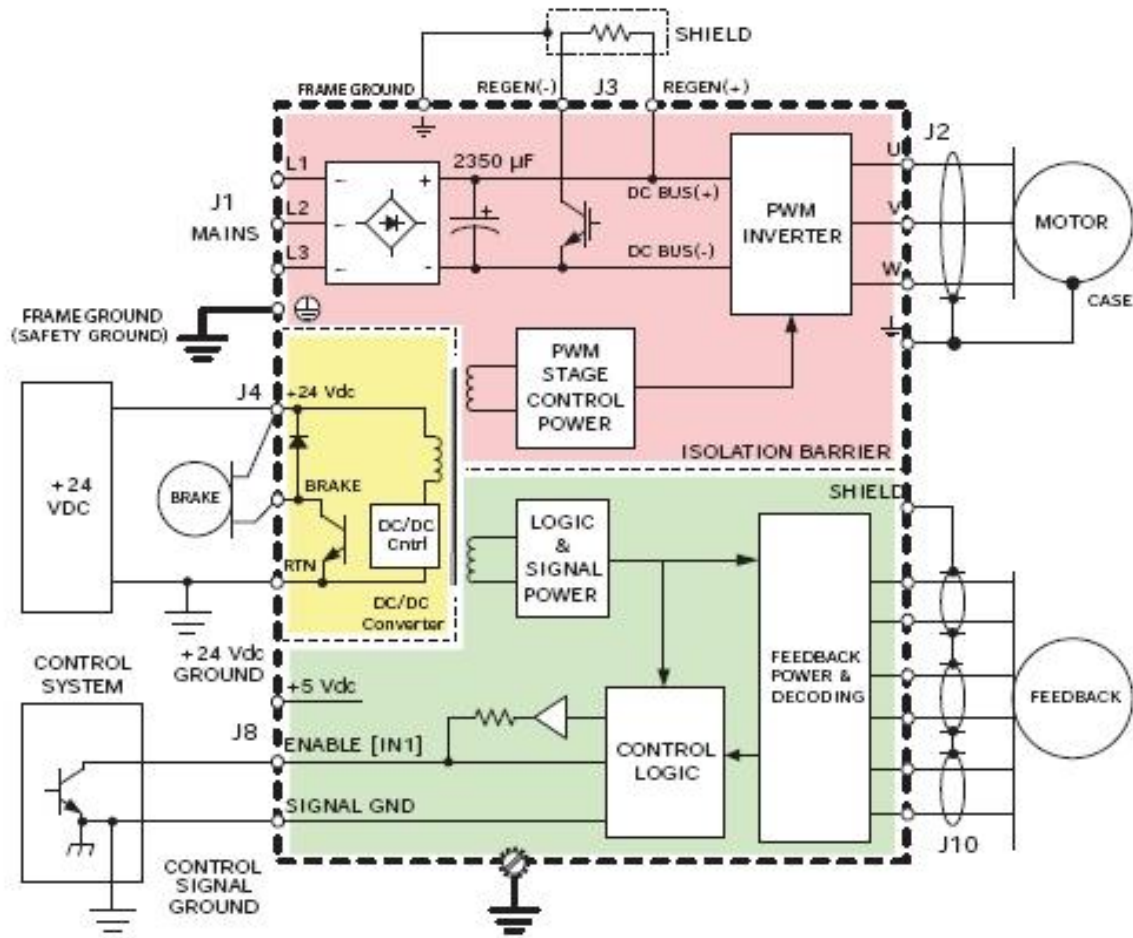 SHIELD
FRAME GROUND
REGEN(-)
J3
REGEN(+)
J2
L1
L2
L3
J1
MAINS
2350 µF
+
-
+
DC BUS(+)
DC BUS(-)
PWM
INVERTER
U
V
W
MOTOR
CASE
FRAME GROUND
(SAFETY GROUND)
PWM
STAGE
CONTROL
POWER
ISOLATION BARRIER
J4
+24 Vdc
+24
VDC
BRAKE
BRAKE
DC/DC
Cntrl
RTN
DC/DC
Converter
+24 Vdc
GROUND
SHIELD
LOGIC
&
SIGNAL
POWER
FEEDBACK
POWER &
DECODING
FEEDBACK
J10
CONTROL
SYSTEM
+5 Vdc
J8
ENABLE [IN1]
CONTROL
LOGIC
SIGNAL GND
CONTROL
SIGNAL
GROUND